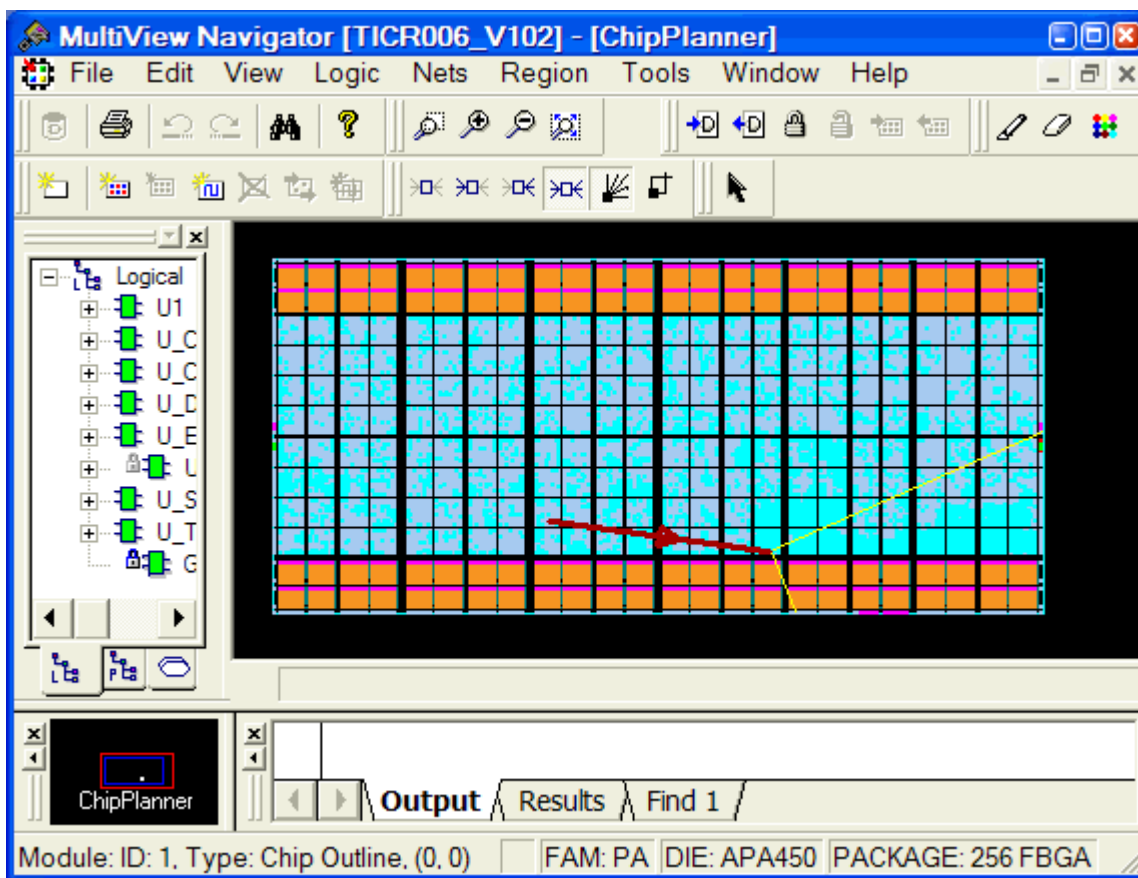 MultiView Navigator [TICR006_V102] - [ChipPlanner]
File Edit View Logic Nets Region Tools Window Help
Logical
U1
U_C
U_C
U_D
U_E
U
U_S
U_T
G
ChipPlanner
Output Results Find 1
Module: ID: 1, Type: Chip Outline, (0, 0) FAM: PA DIE: APA450 PACKAGE: 256 FBGA